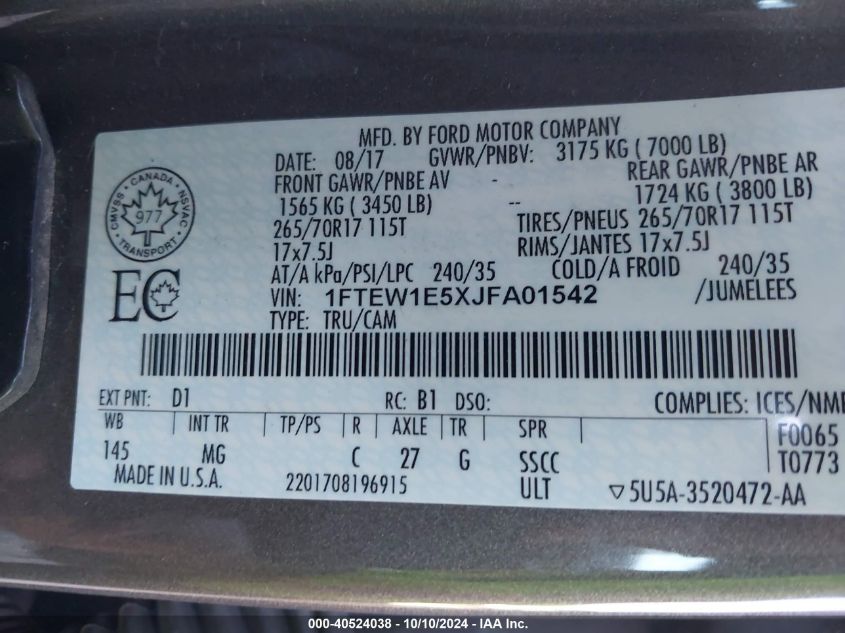 MFD. BY FORD MOTOR COMPANY
DATE: 08/17 GVWR/PNBV: 3175 KG ( 7000 LB)
FRONT GAWR/PNBE AV - REAR GAWR/PNBE AR
1565 KG ( 3450 LB) -- 1724 KG ( 3800 LB)
265/70R17 115T TIRES/PNEUS 265/70R17 115T
17x7.5J RIMS/JANTES 17x7.5J
AT/A kPa/PSI/LPC 240/35 COLD/A FROID 240/35
VIN: 1FTEW1E5XJFA01542 /JUMELEES
TYPE: TRU/CAM
CANADA
CMVSS 977 NSVAC
TRANSPORT
EC
EXT PNT: D1 RC: B1 DSO: COMPLIES: ICES/NMB
WB INT TR TP/PS R AXLE TR SPR F0065
145 MG C 27 G SSCC T0773
MADE IN U.S.A. 2201708196915 ULT ▽5U5A-3520472-AA
000-40524038 - 10/10/2024 - IAA Inc.